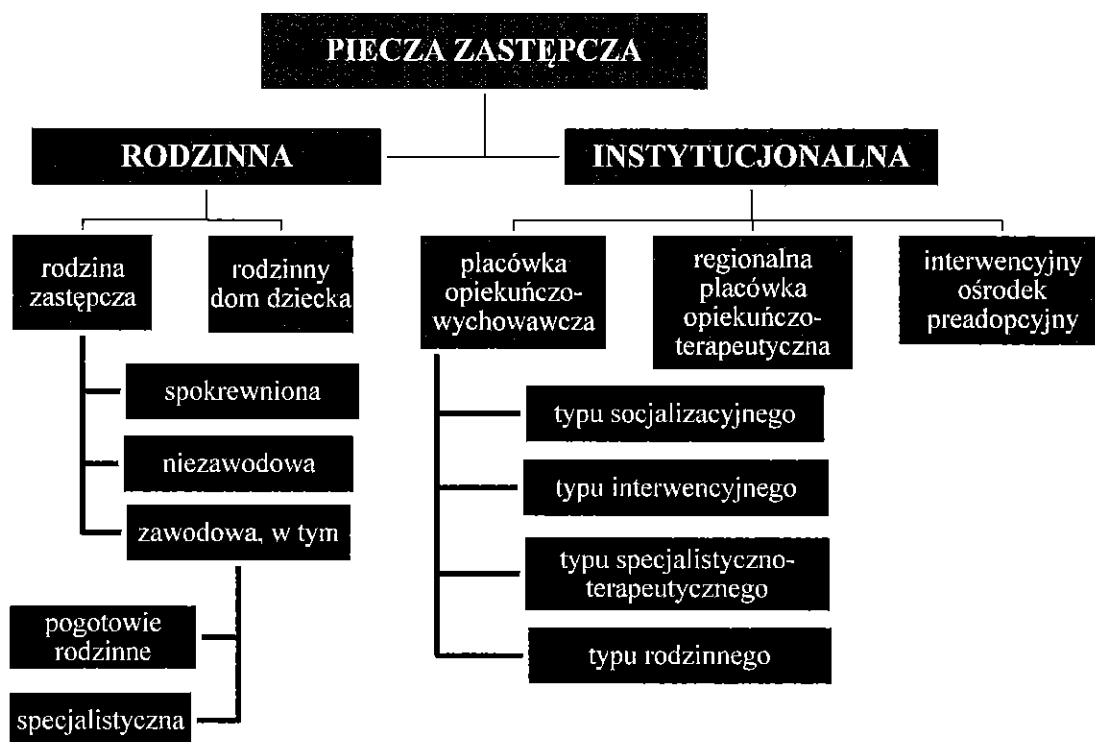 PIECZA ZASTĘPCZA
RODZINNA
INSTYTUCJONALNA
rodzina
zastępcza
rodzinny
dom dziecka
placówka
opiekuńczo-
wychowawcza
regionalna
placówka
opiekuńczo-
terapeutyczna
interwencyjny
ośrodek
preadopcyjny
spokrewniona
niezawodowa
zawodowa, w tym
pogotowie
rodzinne
specjalistyczna
typu socjalizacyjnego
typu interwencyjnego
typu specjalistyczno-
terapeutycznego
typu rodzinnego